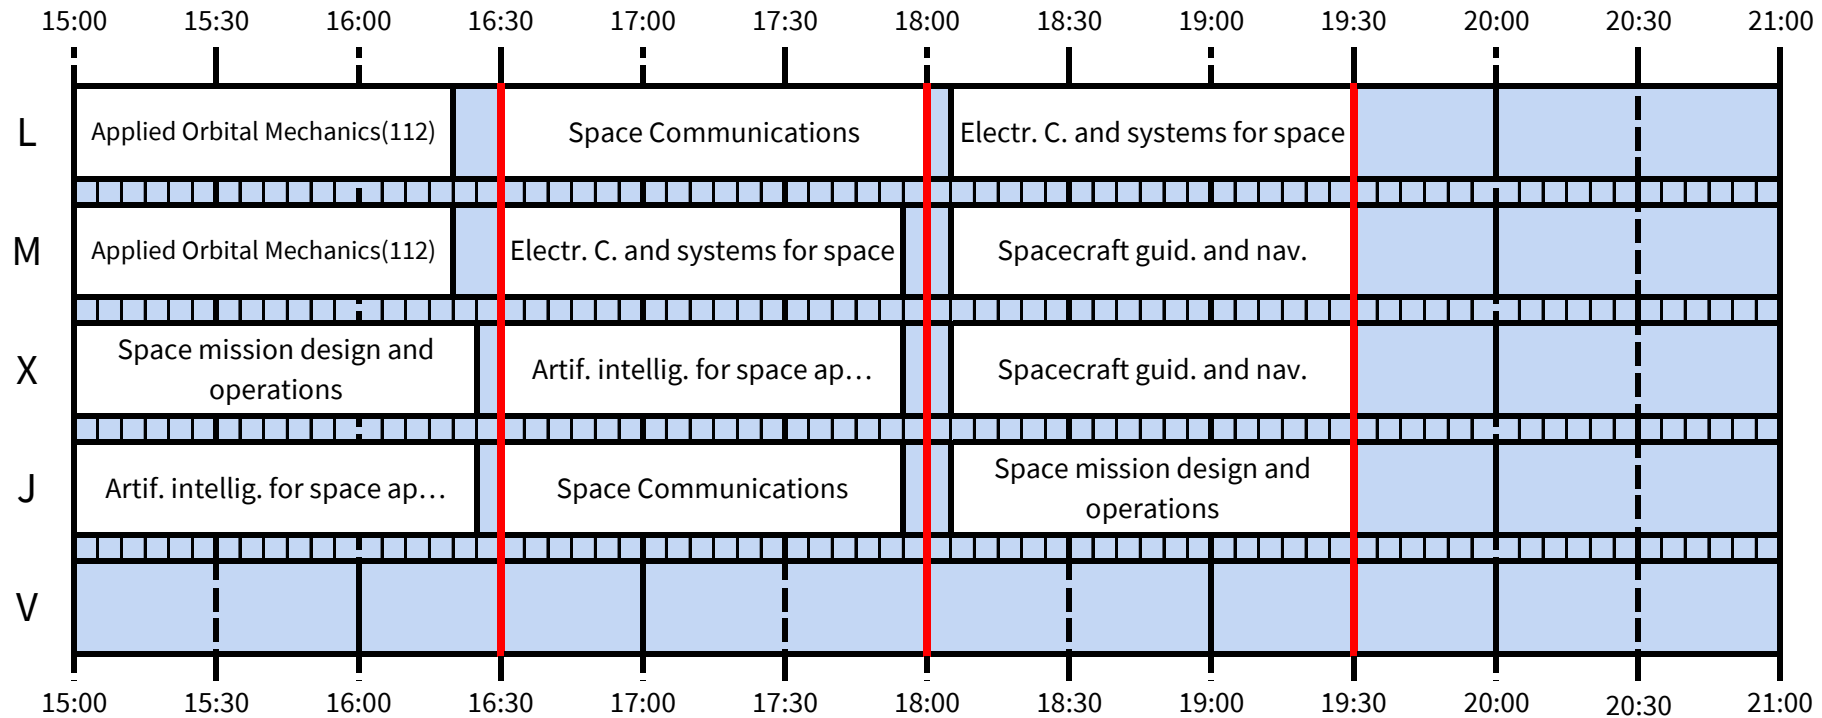 15:00 15:30 16:00 16:30 17:00 17:30 18:00 18:30 19:00 19:30 20:00 20:30 21:00
L Applied Orbital Mechanics(112) Space Communications Electr. C. and systems for space
M Applied Orbital Mechanics(112) Electr. C. and systems for space Spacecraft guid. and nav.
X Space mission design and
operations Artif. intellig. for space ap… Spacecraft guid. and nav.
J Artif. intellig. for space ap… Space Communications Space mission design and
operations
V
15:00 15:30 16:00 16:30 17:00 17:30 18:00 18:30 19:00 19:30 20:00 20:30 21:00